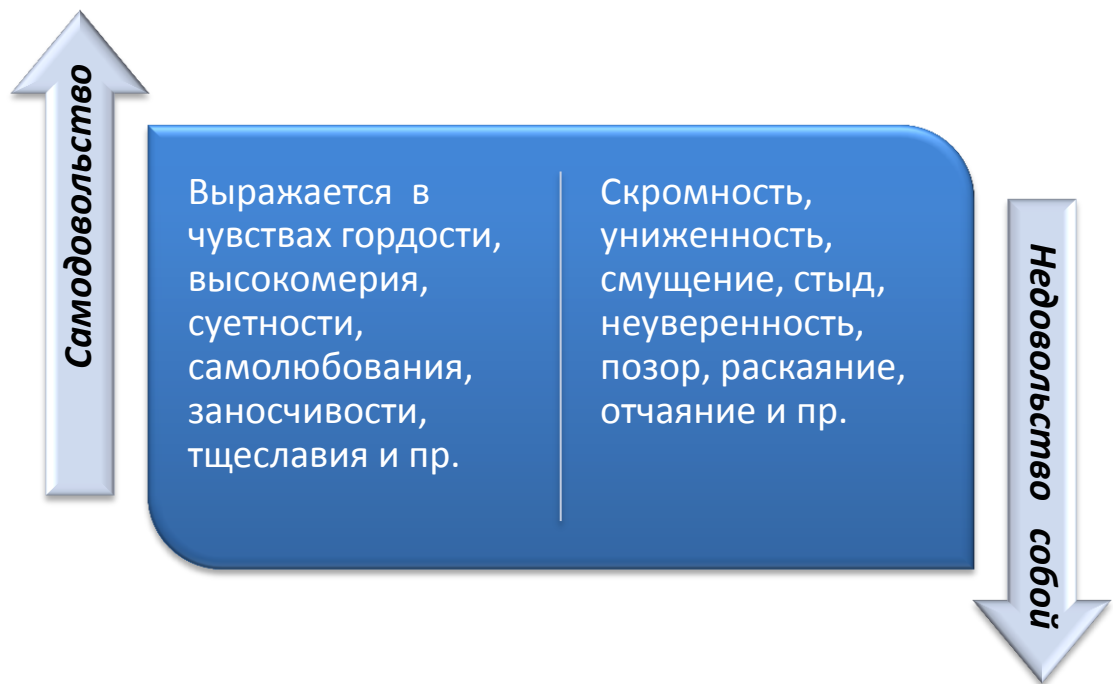 Самодовольство
Выражается в
чувствах гордости,
высокомерия,
суетности,
самолюбования,
заносчивости,
тщеславия и пр.
Скромность,
униженность,
смущение, стыд,
неуверенность,
позор, раскаяние,
отчаяние и пр.
Недовольство собой